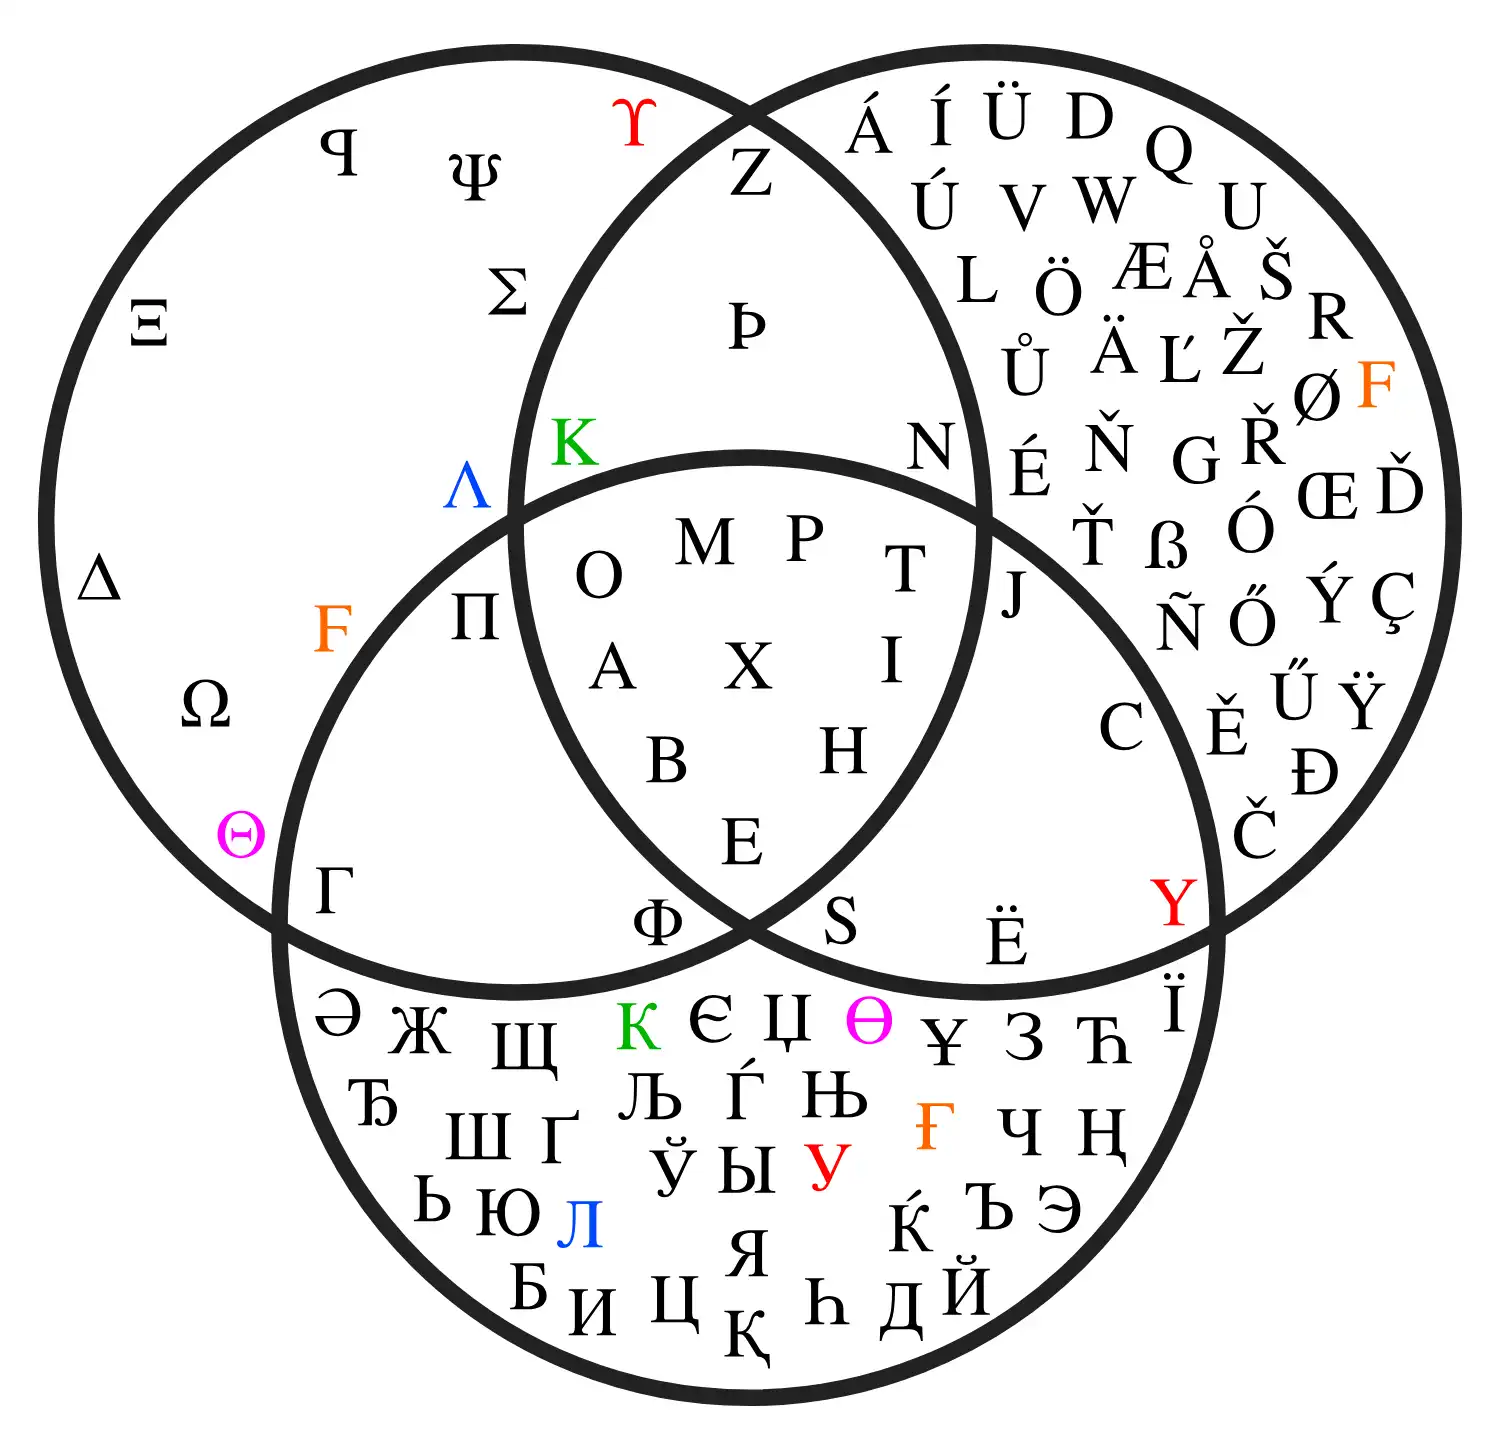 Ϥ Ψ ϒ
Ξ Σ
Λ
Δ F
Ω
Θ
Z
Þ
K N
Á Í Ü D Q
Ú V W U
L Ö Æ Å Š R
Ů Ä Ľ Ž Ø F
É Ň G Ř Œ Ď
Ť ß Ó
Ñ Ő Ý Ç
Ě Ű Ÿ
Đ
Č
O M P T
A X I
B H
E
П
Г Ф
J
C
S Ë Y
Ə Ж Щ К Є Џ Ө Ұ З Ћ Ї
Ђ Ш Ґ Љ Ѓ Њ Ғ Ч Ң
Ь Ю Л Ў Ы У Ќ Ъ Э
Б И Ц Я Қ Һ Д Й